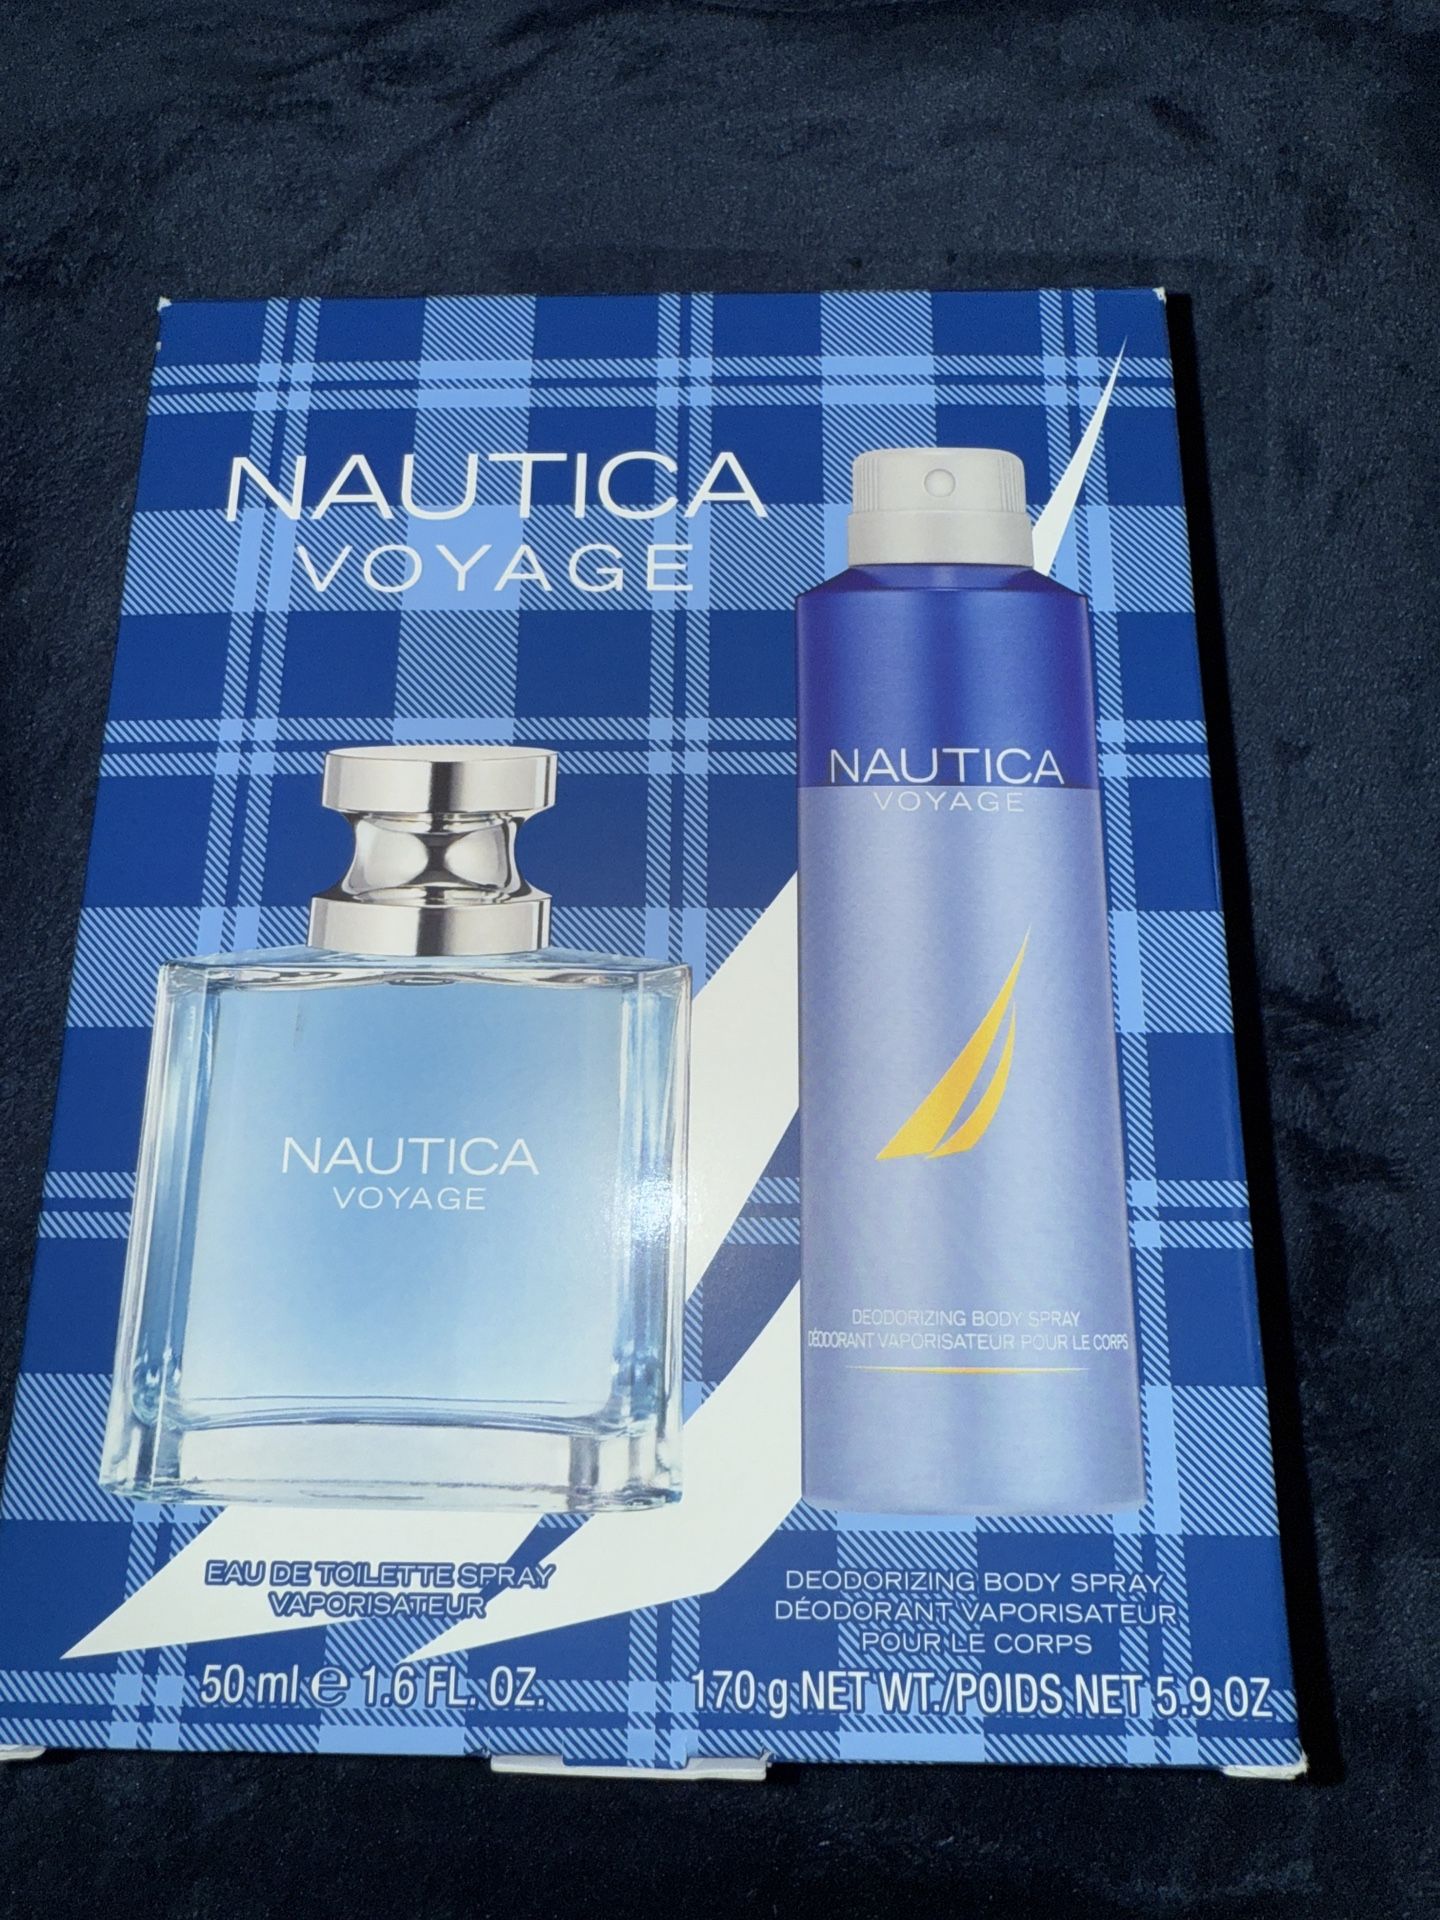 NAUTICA
VOYAGE
NAUTICA
VOYAGE
NAUTICA
VOYAGE
DEODORIZING BODY SPRAY
DÉODORANT VAPORISATEUR POUR LE CORPS
EAU DE TOILETTE SPRAY
VAPORISATEUR
50 ml ℮ 1.6 FL. OZ.
DEODORIZING BODY SPRAY
DÉODORANT VAPORISATEUR
POUR LE CORPS
170 g NET WT./POIDS NET 5.9 OZ